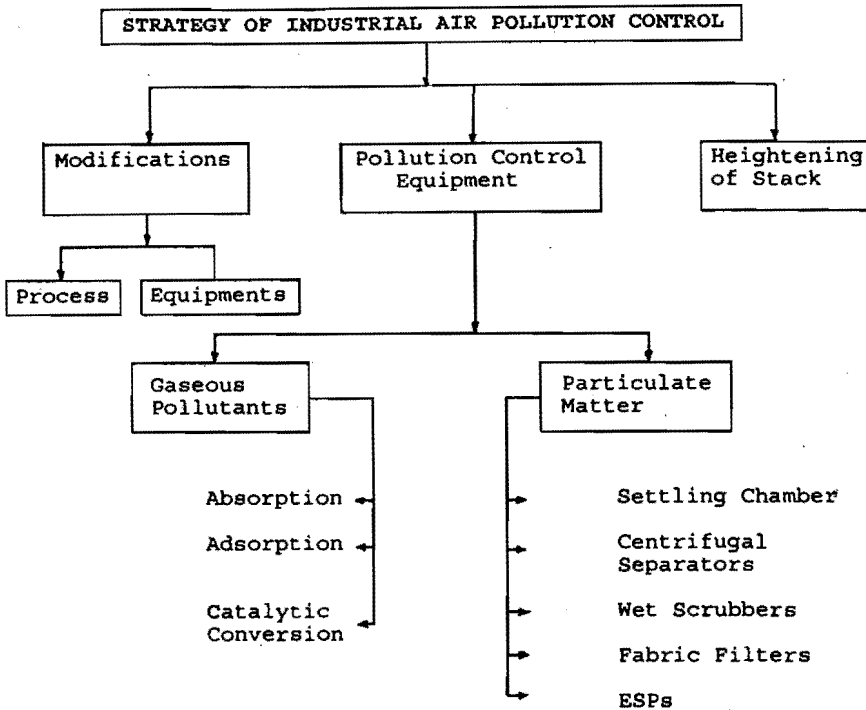 STRATEGY OF INDUSTRIAL AIR POLLUTION CONTROL
Modifications
Pollution Control
Equipment
Heightening
of Stack
Process
Equipments
Gaseous
Pollutants
Particulate
Matter
Absorption
Adsorption
Catalytic
Conversion
Settling Chamber
Centrifugal
Separators
Wet Scrubbers
Fabric Filters
ESPs